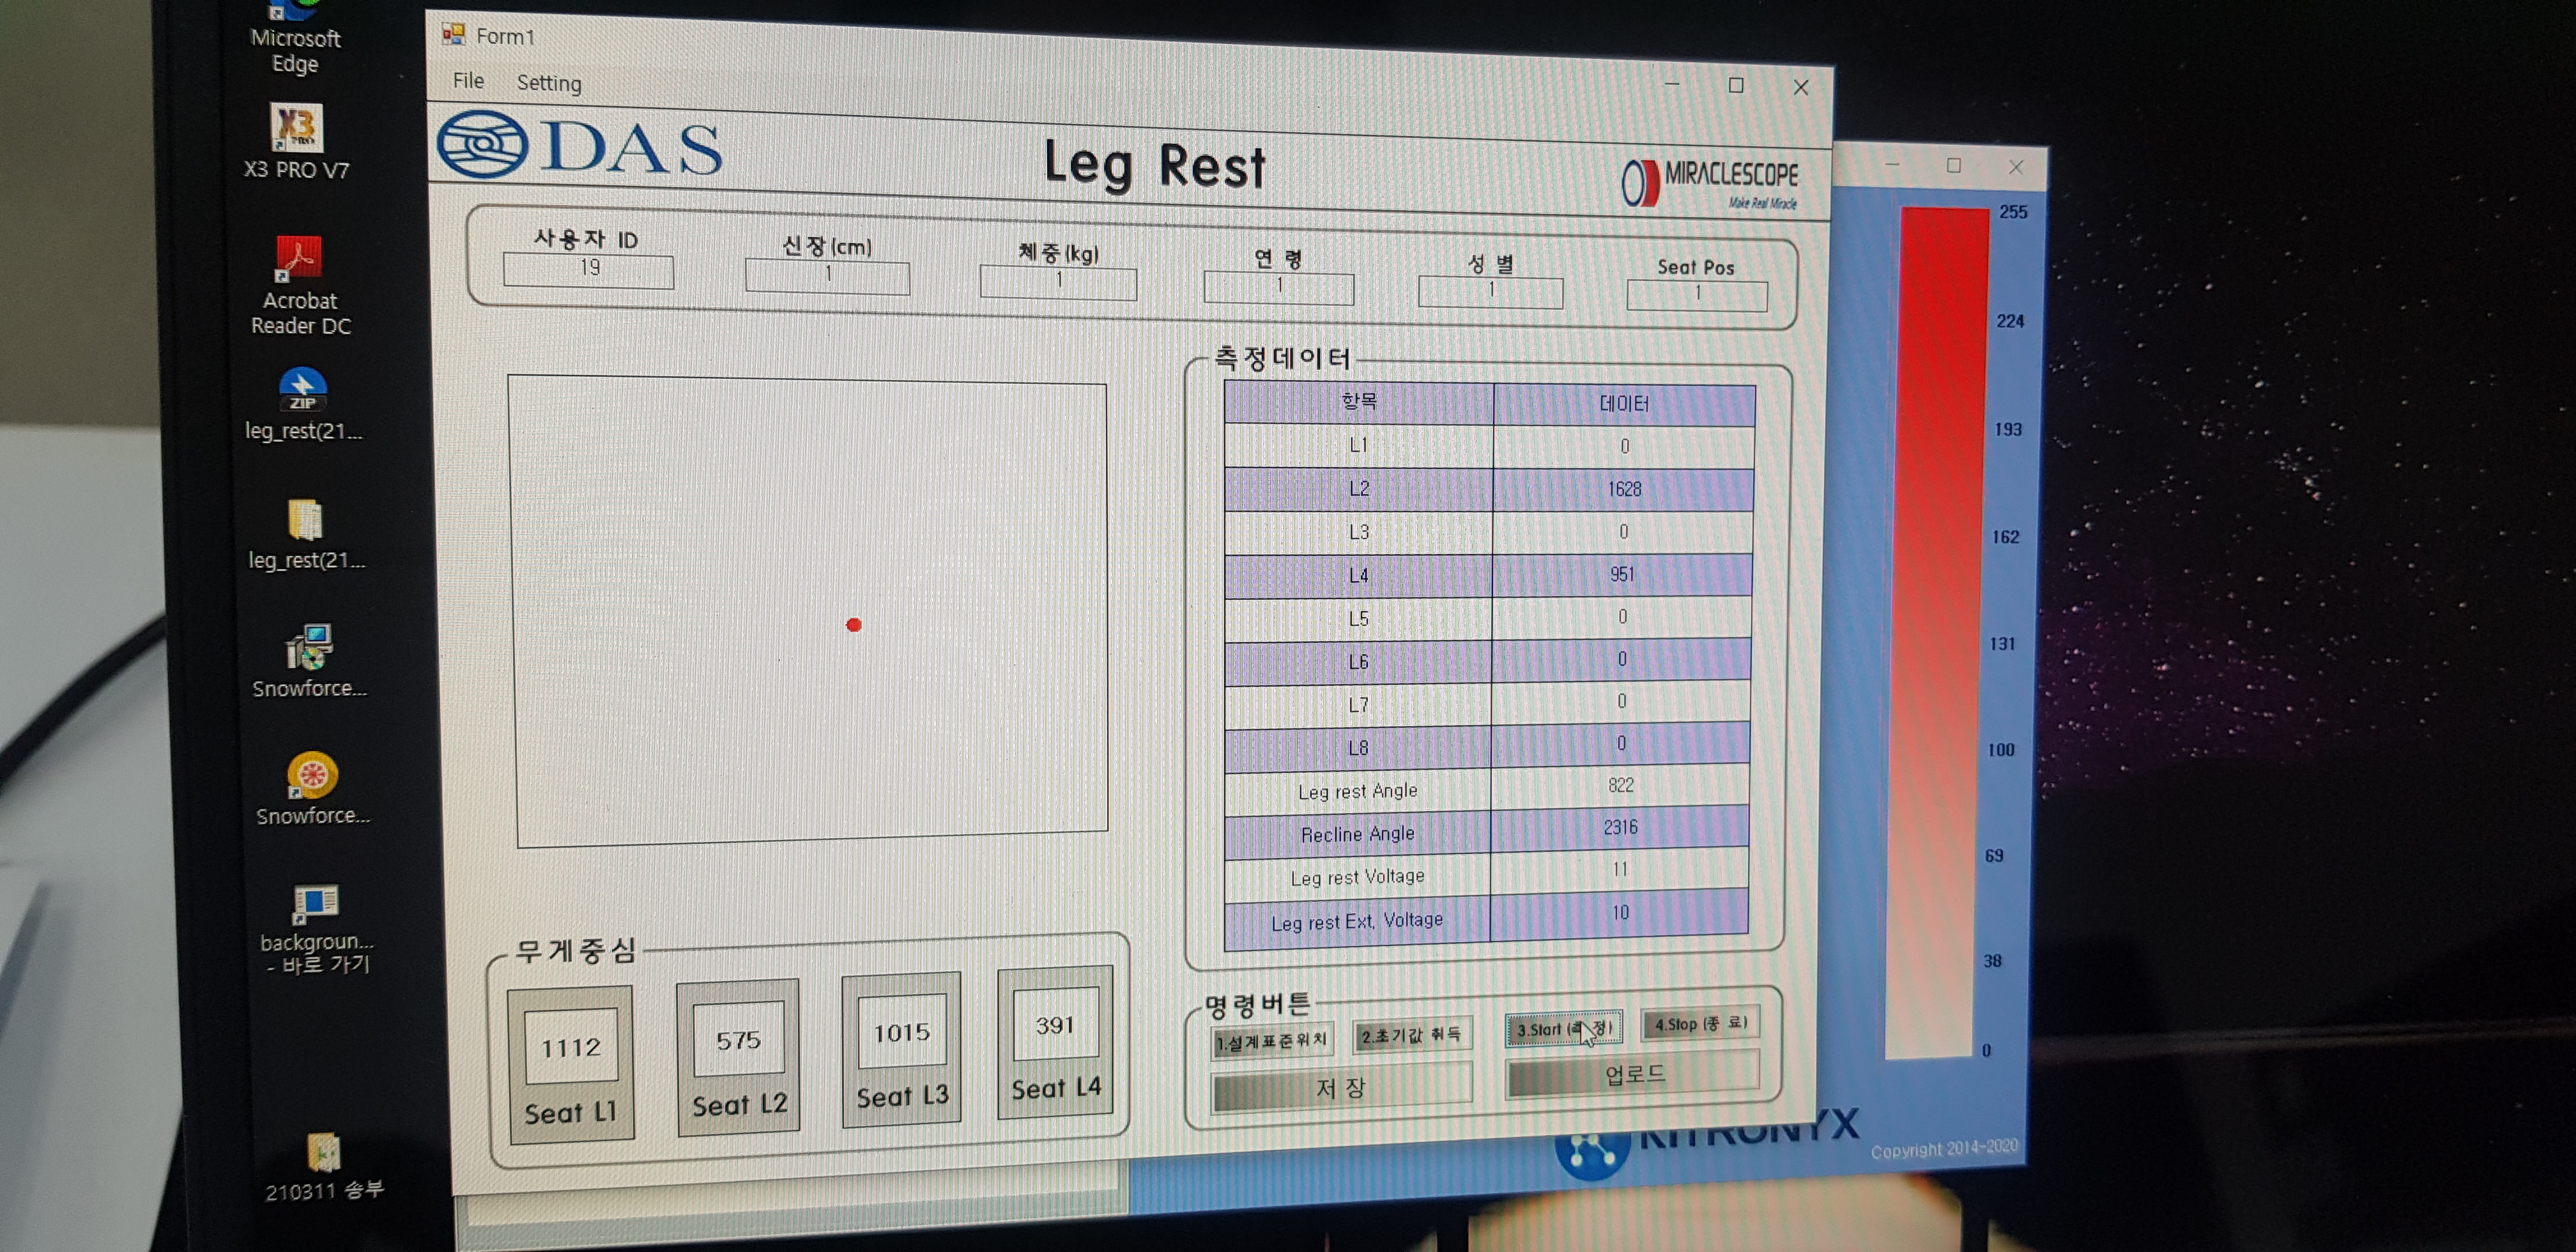 Microsoft
Edge
X3
PRO
X3 PRO V7
Acrobat
Reader DC
ZIP
leg_rest(21...
leg_rest(21...
Snowforce...
Snowforce...
backgroun...
- 바로 가기
210311 송부
Form1
File Setting
DAS
Leg Rest
MIRACLESCOPE
Make Real Miracle
사용자 ID 신장(cm) 체중(kg) 연 령 성 별 Seat Pos
19 1 1 1 1 1
측정데이터
항목 데이터
L1 0
L2 1628
L3 0
L4 951
L5 0
L6 0
L7 0
L8 0
Leg rest Angle 822
Recline Angle 2316
Leg rest Voltage 11
Leg rest Ext, Voltage 10
무게중심
1112 575 1015 391
Seat L1 Seat L2 Seat L3 Seat L4
명령버튼
1.설계표준위치 2.초기값 취득 3.Start (측 정) 4.Stop (종 료)
저 장 업로드
255
224
193
162
131
100
69
38
0
KITRONYX
Copyright 2014-2020